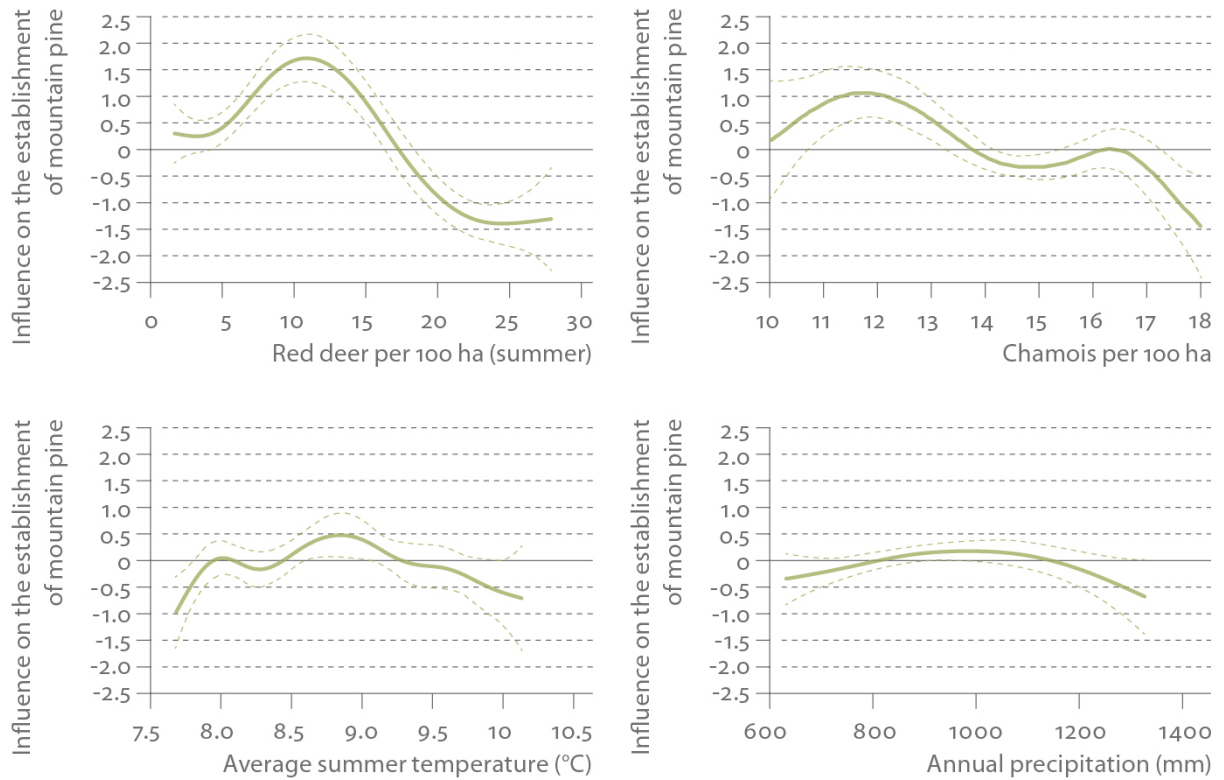 Influence on the establishment
of mountain pine
2.5
2.0
1.5
1.0
0.5
0
-0.5
-1.0
-1.5
-2.0
-2.5
0 5 10 15 20 25 30
Red deer per 100 ha (summer)
Influence on the establishment
of mountain pine
2.5
2.0
1.5
1.0
0.5
0
-0.5
-1.0
-1.5
-2.0
-2.5
10 11 12 13 14 15 16 17 18
Chamois per 100 ha
Influence on the establishment
of mountain pine
2.5
2.0
1.5
1.0
0.5
0
-0.5
-1.0
-1.5
-2.0
-2.5
7.5 8.0 8.5 9.0 9.5 10.0 10.5
Average summer temperature (°C)
Influence on the establishment
of mountain pine
2.5
2.0
1.5
1.0
0.5
0
-0.5
-1.0
-1.5
-2.0
-2.5
600 800 1000 1200 1400
Annual precipitation (mm)